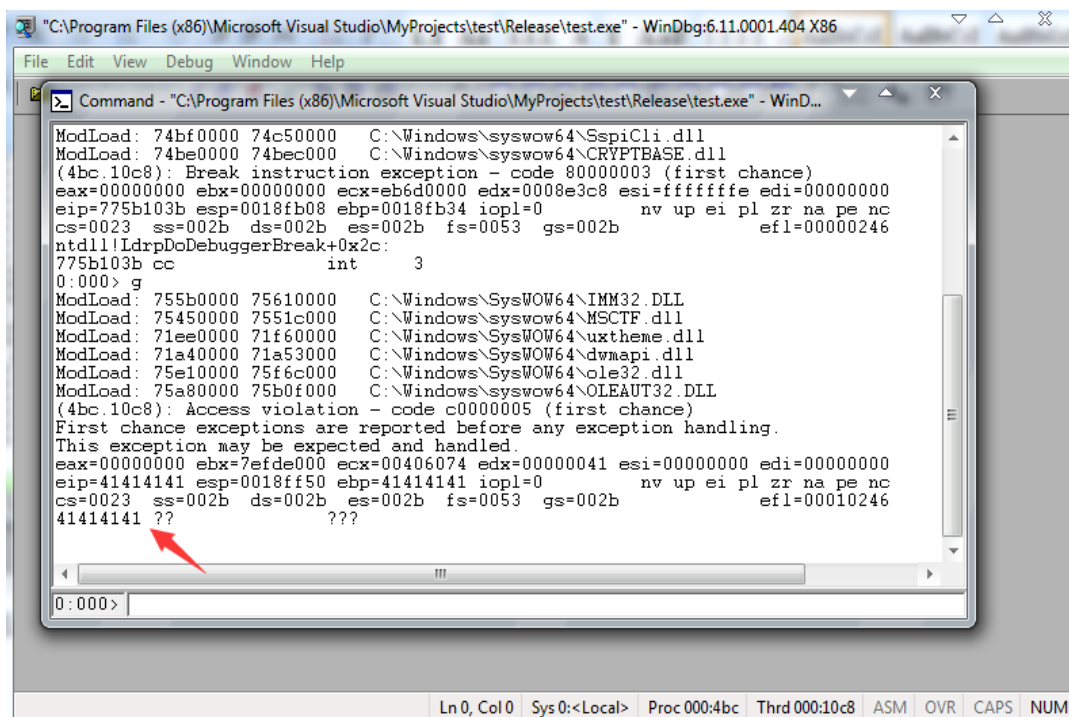 "C:\Program Files (x86)\Microsoft Visual Studio\MyProjects\test\Release\test.exe" - WinDbg:6.11.0001.404 X86
File Edit View Debug Window Help
Command - "C:\Program Files (x86)\Microsoft Visual Studio\MyProjects\test\Release\test.exe" - WinD...
ModLoad: 74bf0000 74c50000   C:\Windows\syswow64\SspiCli.dll
ModLoad: 74be0000 74bec000   C:\Windows\syswow64\CRYPTBASE.dll
(4bc.10c8): Break instruction exception - code 80000003 (first chance)
eax=00000000 ebx=00000000 ecx=eb6d0000 edx=0008e3c8 esi=fffffffe edi=00000000
eip=775b103b esp=0018fb08 ebp=0018fb34 iopl=0         nv up ei pl zr na pe nc
cs=0023  ss=002b  ds=002b  es=002b  fs=0053  gs=002b             efl=00000246
ntdll!LdrpDoDebuggerBreak+0x2c:
775b103b cc              int     3
0:000> g
ModLoad: 755b0000 75610000   C:\Windows\SysWOW64\IMM32.DLL
ModLoad: 75450000 7551c000   C:\Windows\syswow64\MSCTF.dll
ModLoad: 71ee0000 71f60000   C:\Windows\SysWOW64\uxtheme.dll
ModLoad: 71a40000 71a53000   C:\Windows\SysWOW64\dwmapi.dll
ModLoad: 75e10000 75f6c000   C:\Windows\SysWOW64\ole32.dll
ModLoad: 75a80000 75b0f000   C:\Windows\syswow64\OLEAUT32.DLL
(4bc.10c8): Access violation - code c0000005 (first chance)
First chance exceptions are reported before any exception handling.
This exception may be expected and handled.
eax=00000000 ebx=7efde000 ecx=00406074 edx=00000041 esi=00000000 edi=00000000
eip=41414141 esp=0018ff50 ebp=41414141 iopl=0         nv up ei pl zr na pe nc
cs=0023  ss=002b  ds=002b  es=002b  fs=0053  gs=002b             efl=00010246
41414141 ??              ???
0:000>
Ln 0, Col 0 Sys 0:<Local> Proc 000:4bc Thrd 000:10c8 ASM OVR CAPS NUM